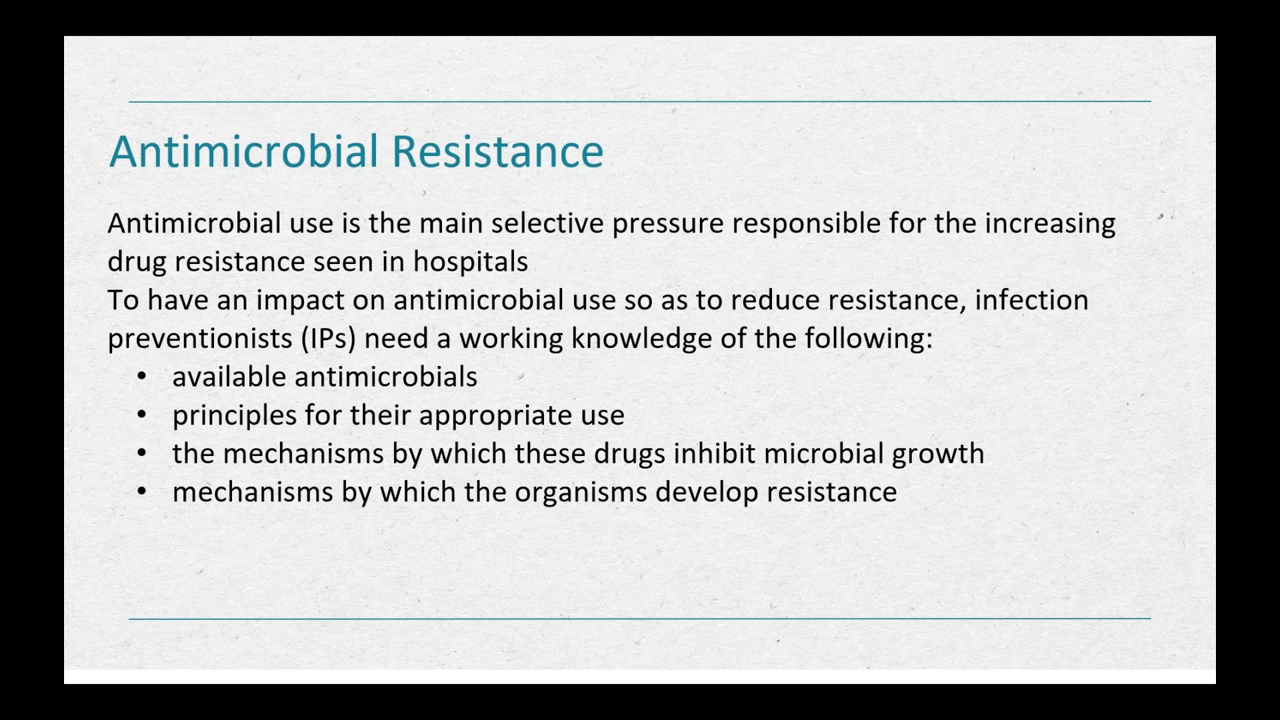 Antimicrobial Resistance
Antimicrobial use is the main selective pressure responsible for the increasing
drug resistance seen in hospitals
To have an impact on antimicrobial use so as to reduce resistance, infection
preventionists (IPs) need a working knowledge of the following:
• available antimicrobials
• principles for their appropriate use
• the mechanisms by which these drugs inhibit microbial growth
• mechanisms by which the organisms develop resistance